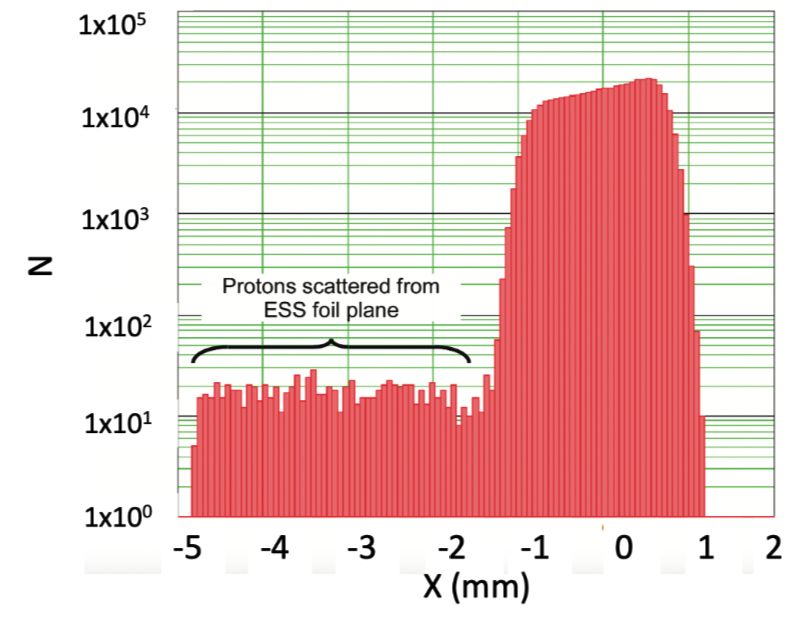 1x10⁵
1x10⁴
1x10³
N
Protons scattered from
ESS foil plane
1x10²
1x10¹
1x10⁰
-5 -4 -3 -2 -1 0 1 2
X (mm)